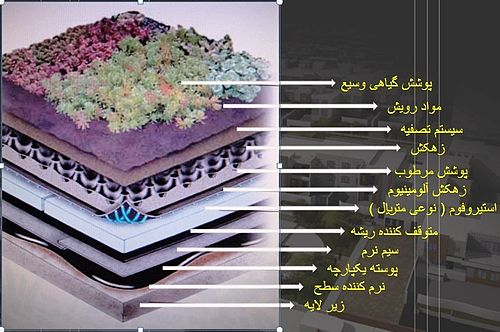 پوشش گیاهی وسیع
مواد رویش
سیستم تصفیه
زهکش
پوشش مرطوب
زهکش آلومینیوم
استیروفوم ( نوعی متریال )
متوقف کننده ریشه
سیم نرم
پوسته یکپارچه
نرم کننده سطح
زیر لایه